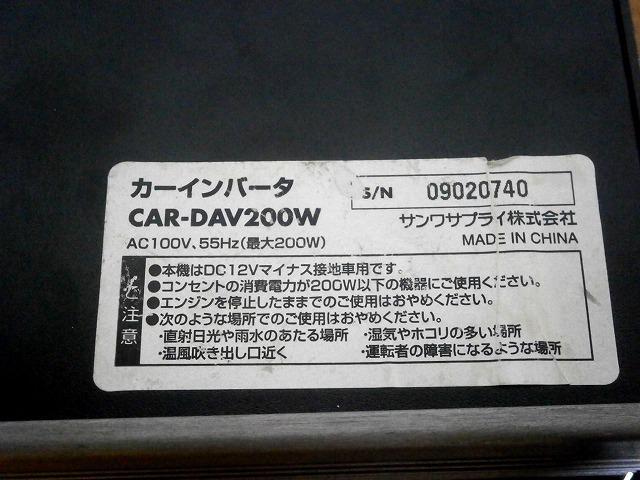 カーインバータ
S/N 09020740
CAR-DAV200W
サンワサプライ株式会社
AC100V、55Hz(最大200W)
MADE IN CHINA
ご注意
●本機はDC12Vマイナス接地車用です。
●コンセントの消費電力が200W以下の機器にご使用ください。
●エンジンを停止したままでのご使用はおやめください。
●次のような場所でのご使用はおやめください。
・直射日光や雨水のあたる場所 ・湿気やホコリの多い場所
・温風吹き出し口近く ・運転者の障害になるような場所